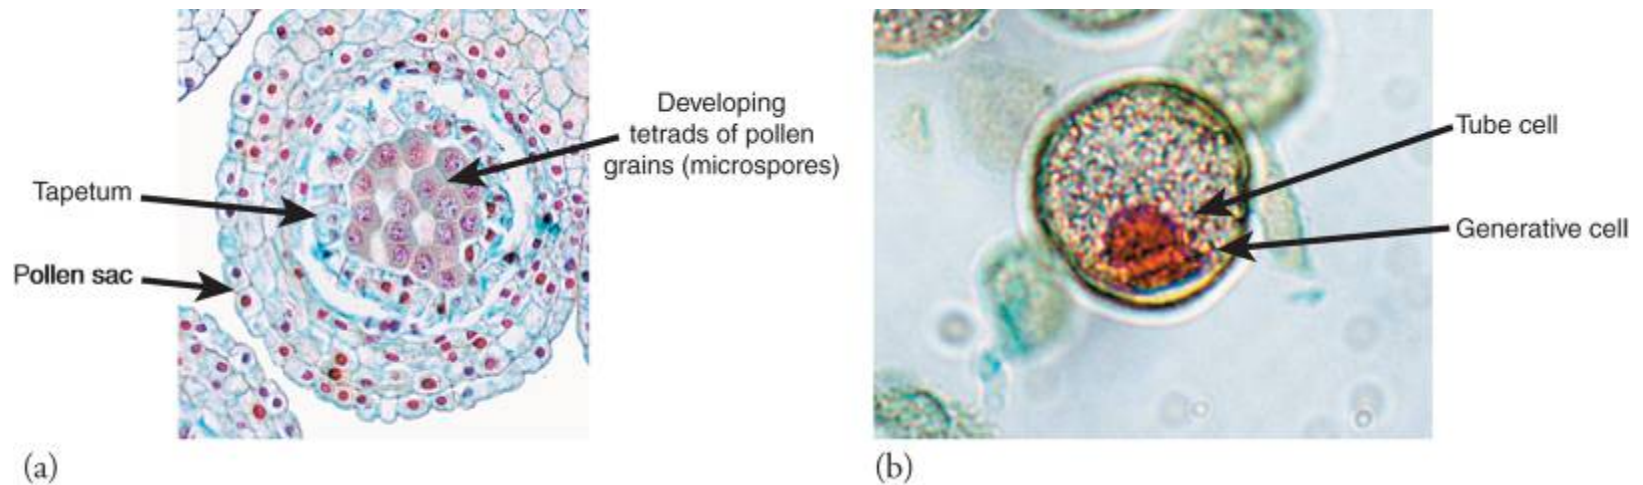 Developing
tetrads of pollen
grains (microspores)
Tapetum
Pollen sac
Tube cell
Generative cell
(a)
(b)